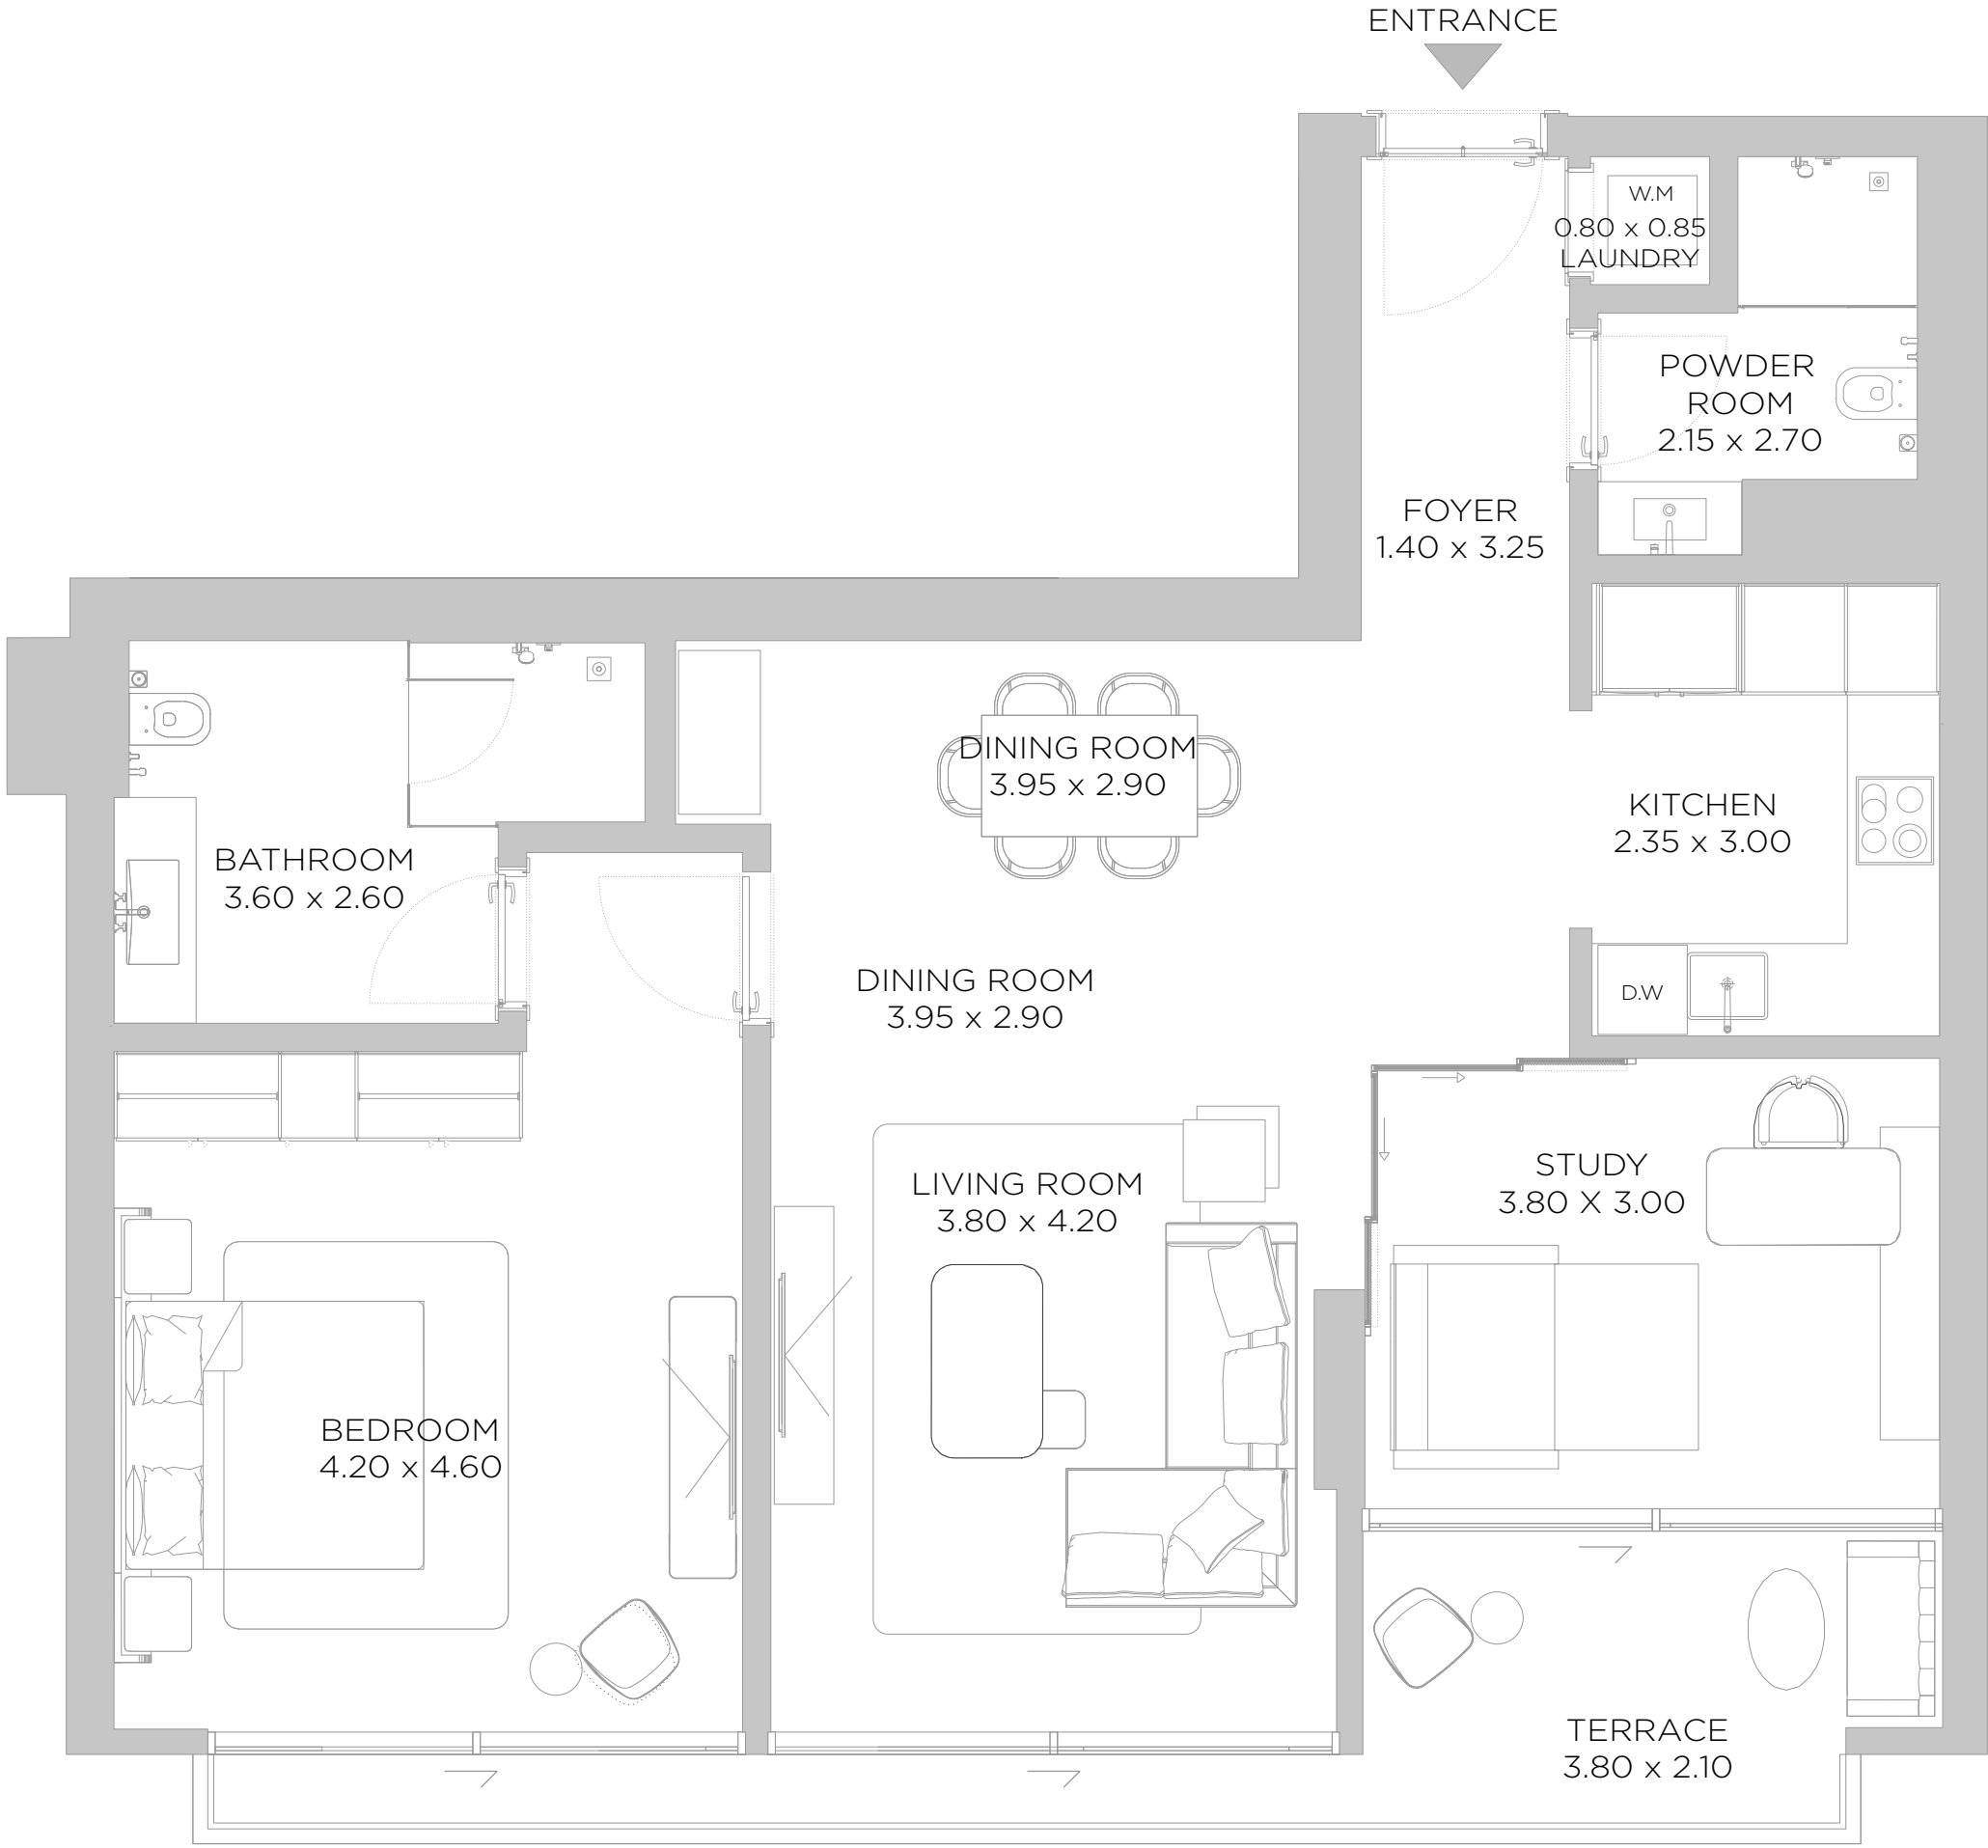 ENTRANCE
W.M
0.80 x 0.85
LAUNDRY
POWDER
ROOM
2.15 x 2.70
FOYER
1.40 x 3.25
DINING ROOM
3.95 x 2.90
KITCHEN
2.35 x 3.00
BATHROOM
3.60 x 2.60
DINING ROOM
3.95 x 2.90
D.W
STUDY
3.80 X 3.00
LIVING ROOM
3.80 x 4.20
BEDROOM
4.20 x 4.60
TERRACE
3.80 x 2.10